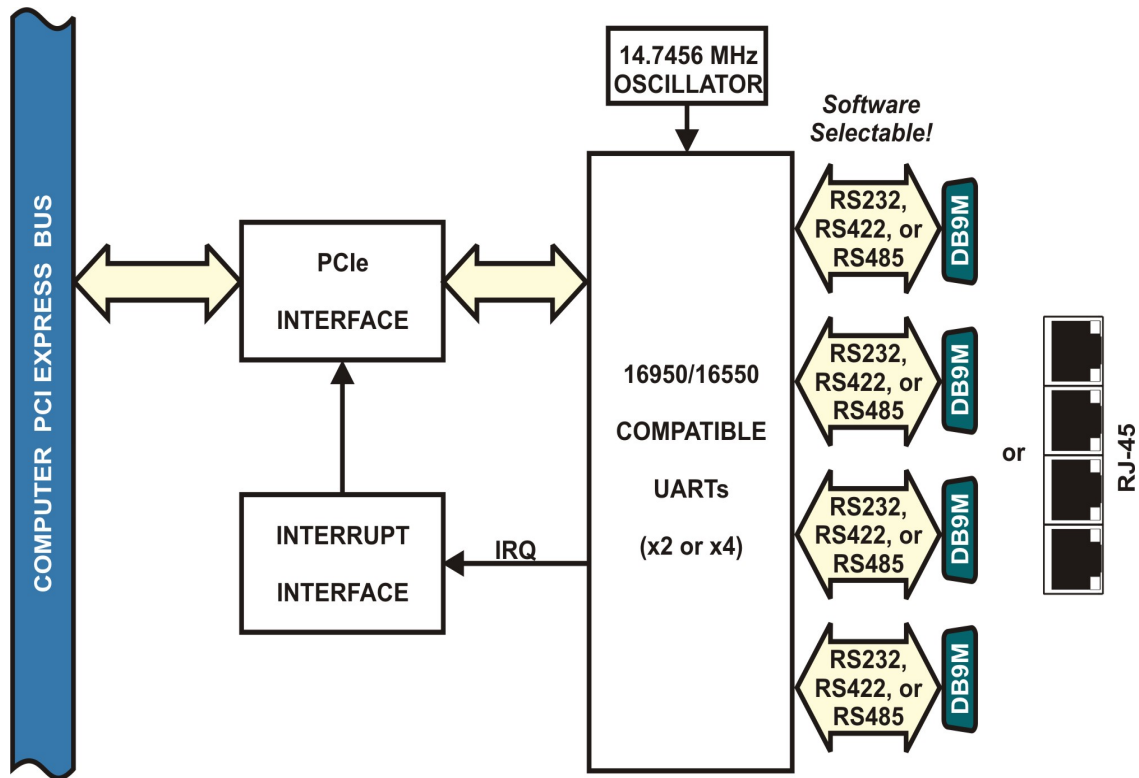 COMPUTER PCI EXPRESS BUS
14.7456 MHz
OSCILLATOR
Software
Selectable!
PCIe
INTERFACE
INTERRUPT
INTERFACE
IRQ
16950/16550
COMPATIBLE
UARTs
(x2 or x4)
RS232,
RS422, or
RS485
DB9M
RS232,
RS422, or
RS485
DB9M
RS232,
RS422, or
RS485
DB9M
RS232,
RS422, or
RS485
DB9M
or
RJ-45